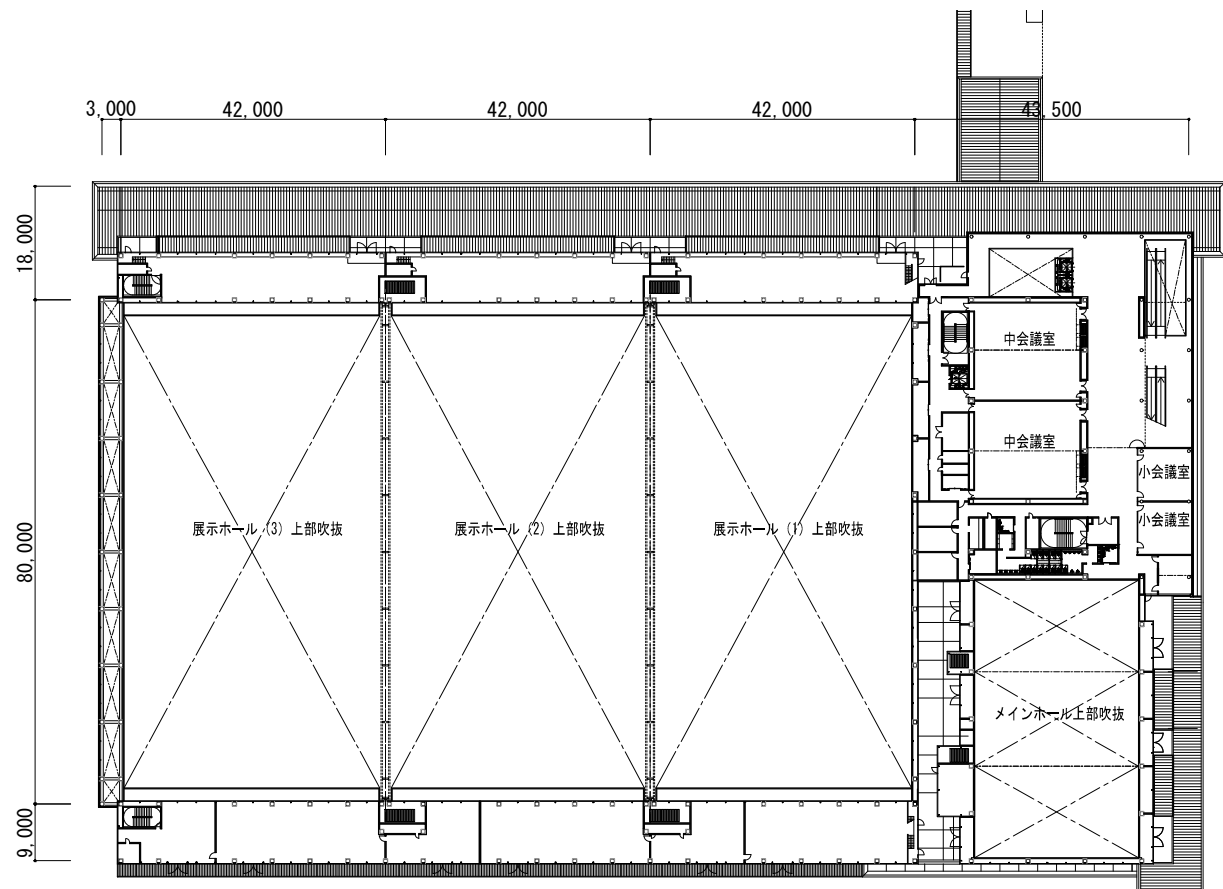 3,000
42,000
42,000
42,000
43,500
18,000
中会議室
中会議室
小会議室
小会議室
展示ホール (3) 上部吹抜
展示ホール (2) 上部吹抜
展示ホール (1) 上部吹抜
80,000
メインホール上部吹抜
9,000